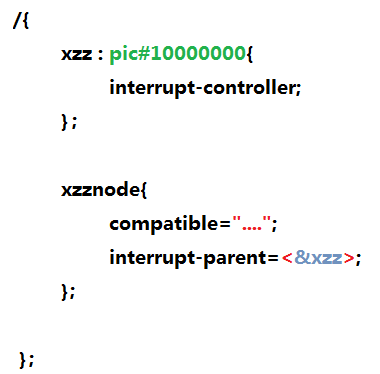 /{
xzz : pic#10000000{
interrupt-controller;
};
xzznode{
compatible="....";
interrupt-parent=<&xzz>;
};
};